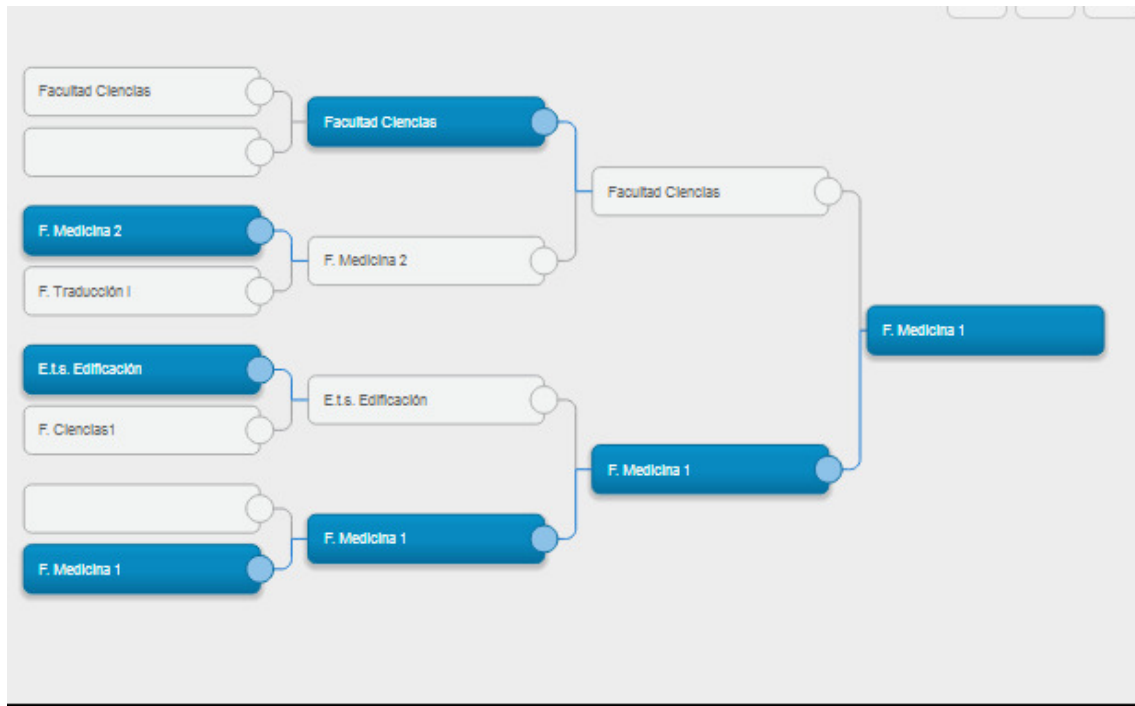 Facultad Ciencias
Facultad Ciencias
Facultad Ciencias
F. Medicina 2
F. Medicina 2
F. Traducción I
F. Medicina 1
E.t.s. Edificación
E.t.s. Edificación
F. Ciencias1
F. Medicina 1
F. Medicina 1
F. Medicina 1